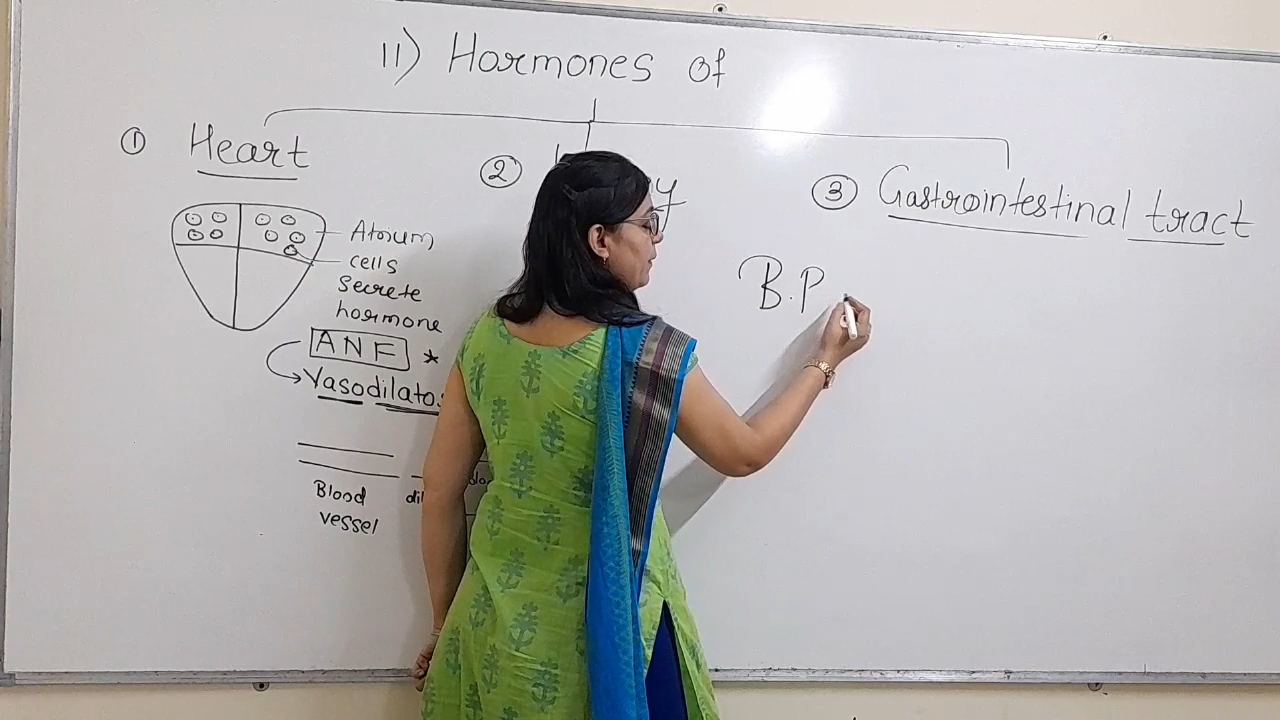 11) Hormones of
① Heart
②
③ Gastrointestinal tract
Atrium
cells
secrete
hormone
ANF *
Vasodilato
B.P
Blood
vessel